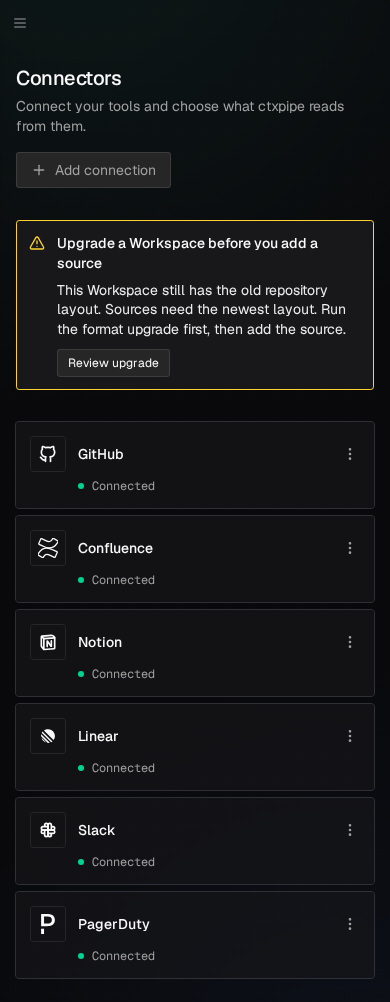 Connectors
Connect your tools and choose what ctxpipe reads
from them.
Add connection
Upgrade a Workspace before you add a
source
This Workspace still has the old repository
layout. Sources need the newest layout. Run
the format upgrade first, then add the source.
Review upgrade
GitHub
Connected
Confluence
Connected
Notion
Connected
Linear
Connected
Slack
Connected
PagerDuty
Connected